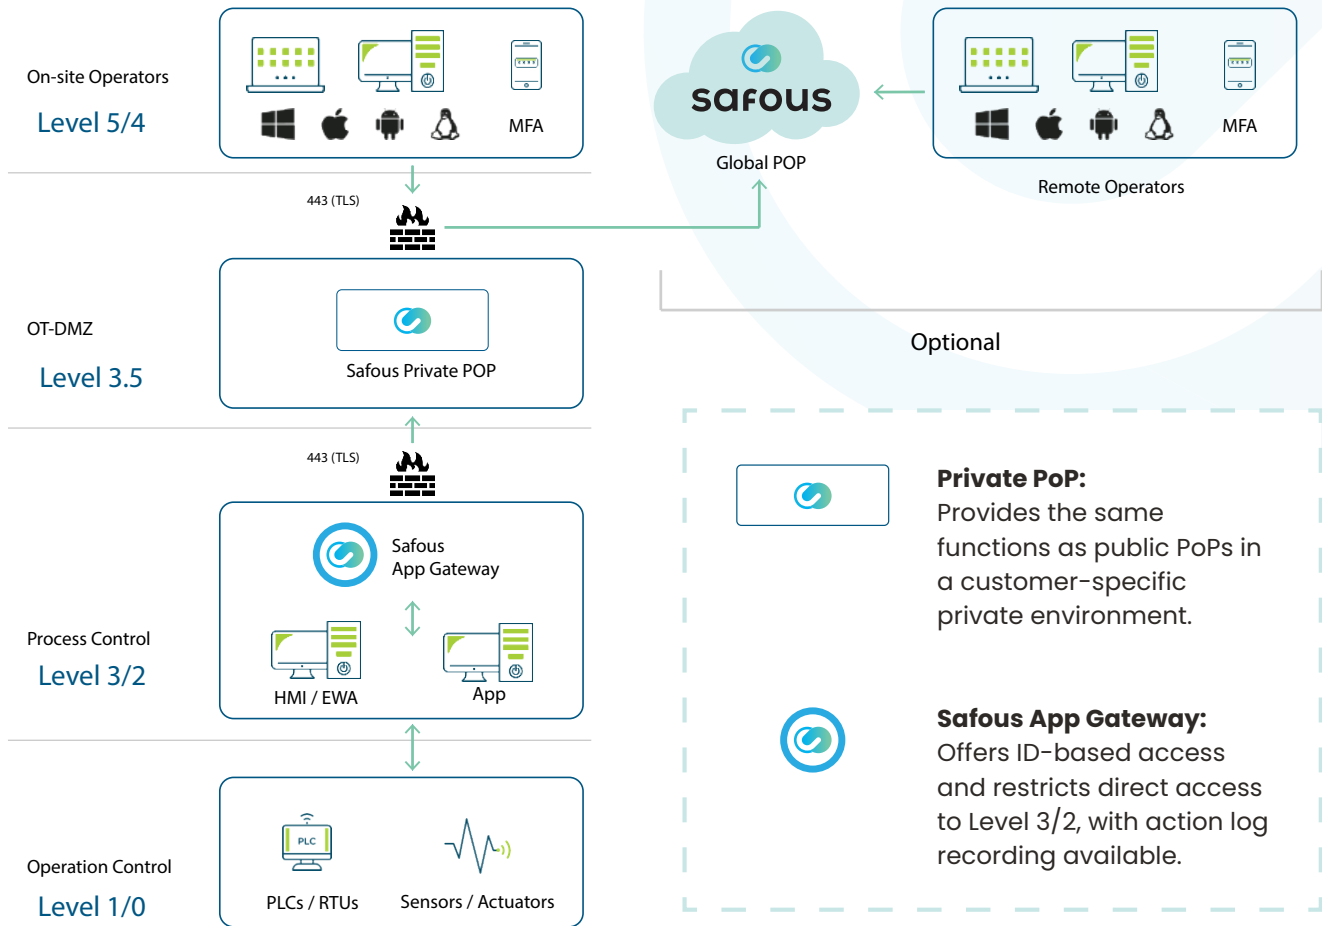 On-site Operators
Level 5/4
MFA
safous
Global POP
MFA
Remote Operators
443 (TLS)
OT-DMZ
Level 3.5
Safous Private POP
Optional
443 (TLS)
Safous
App Gateway
Process Control
Level 3/2
HMI / EWA
App
Operation Control
Level 1/0
PLC
PLCs / RTUs
Sensors / Actuators
Private PoP:
Provides the same
functions as public PoPs in
a customer-specific
private environment.
Safous App Gateway:
Offers ID-based access
and restricts direct access
to Level 3/2, with action log
recording available.